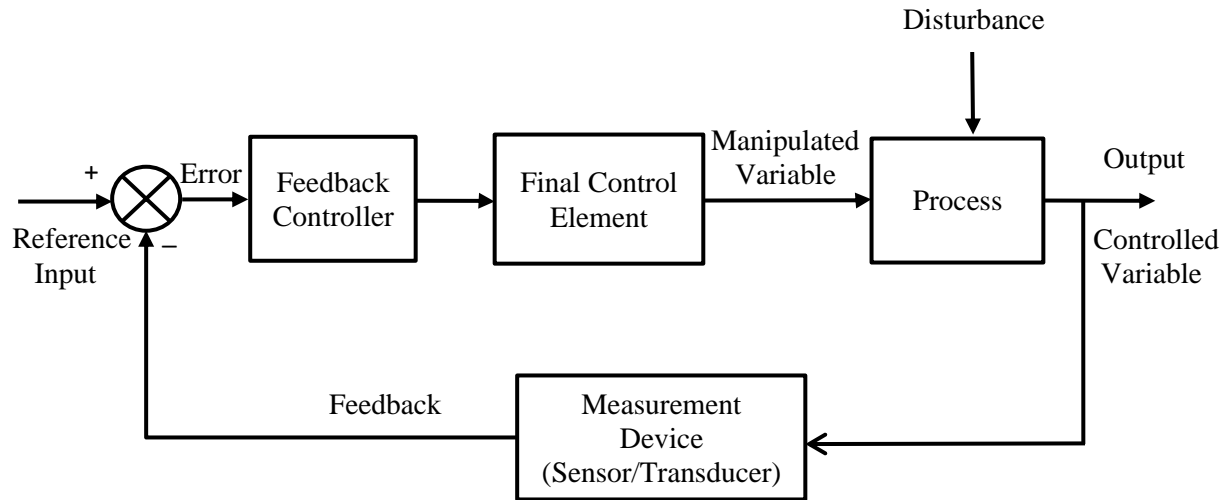 Disturbance
+
Error
Feedback
Controller
Final Control
Element
Manipulated
Variable
Process
Output
Reference
Input
–
Controlled
Variable
Feedback
Measurement
Device
(Sensor/Transducer)